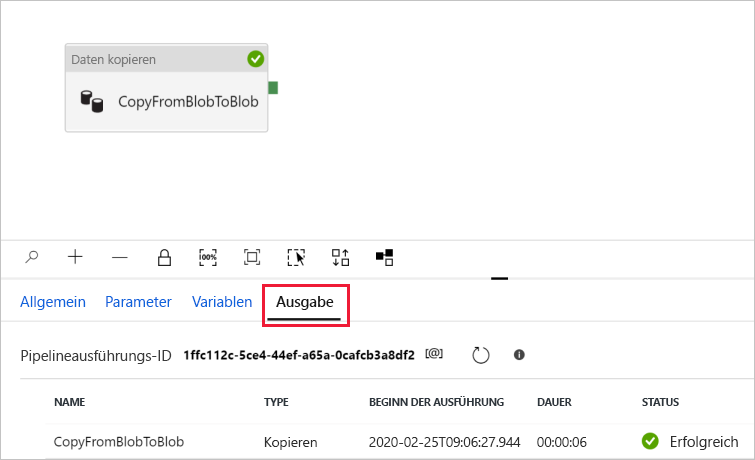 Daten kopieren
CopyFromBlobToBlob
100%
Allgemein Parameter Variablen Ausgabe
Pipelineausführungs-ID 1ffc112c-5ce4-44ef-a65a-0cafcb3a8df2 [@]
NAME TYPE BEGINN DER AUSFÜHRUNG DAUER STATUS
CopyFromBlobToBlob Kopieren 2020-02-25T09:06:27.944 00:00:06 Erfolgreich